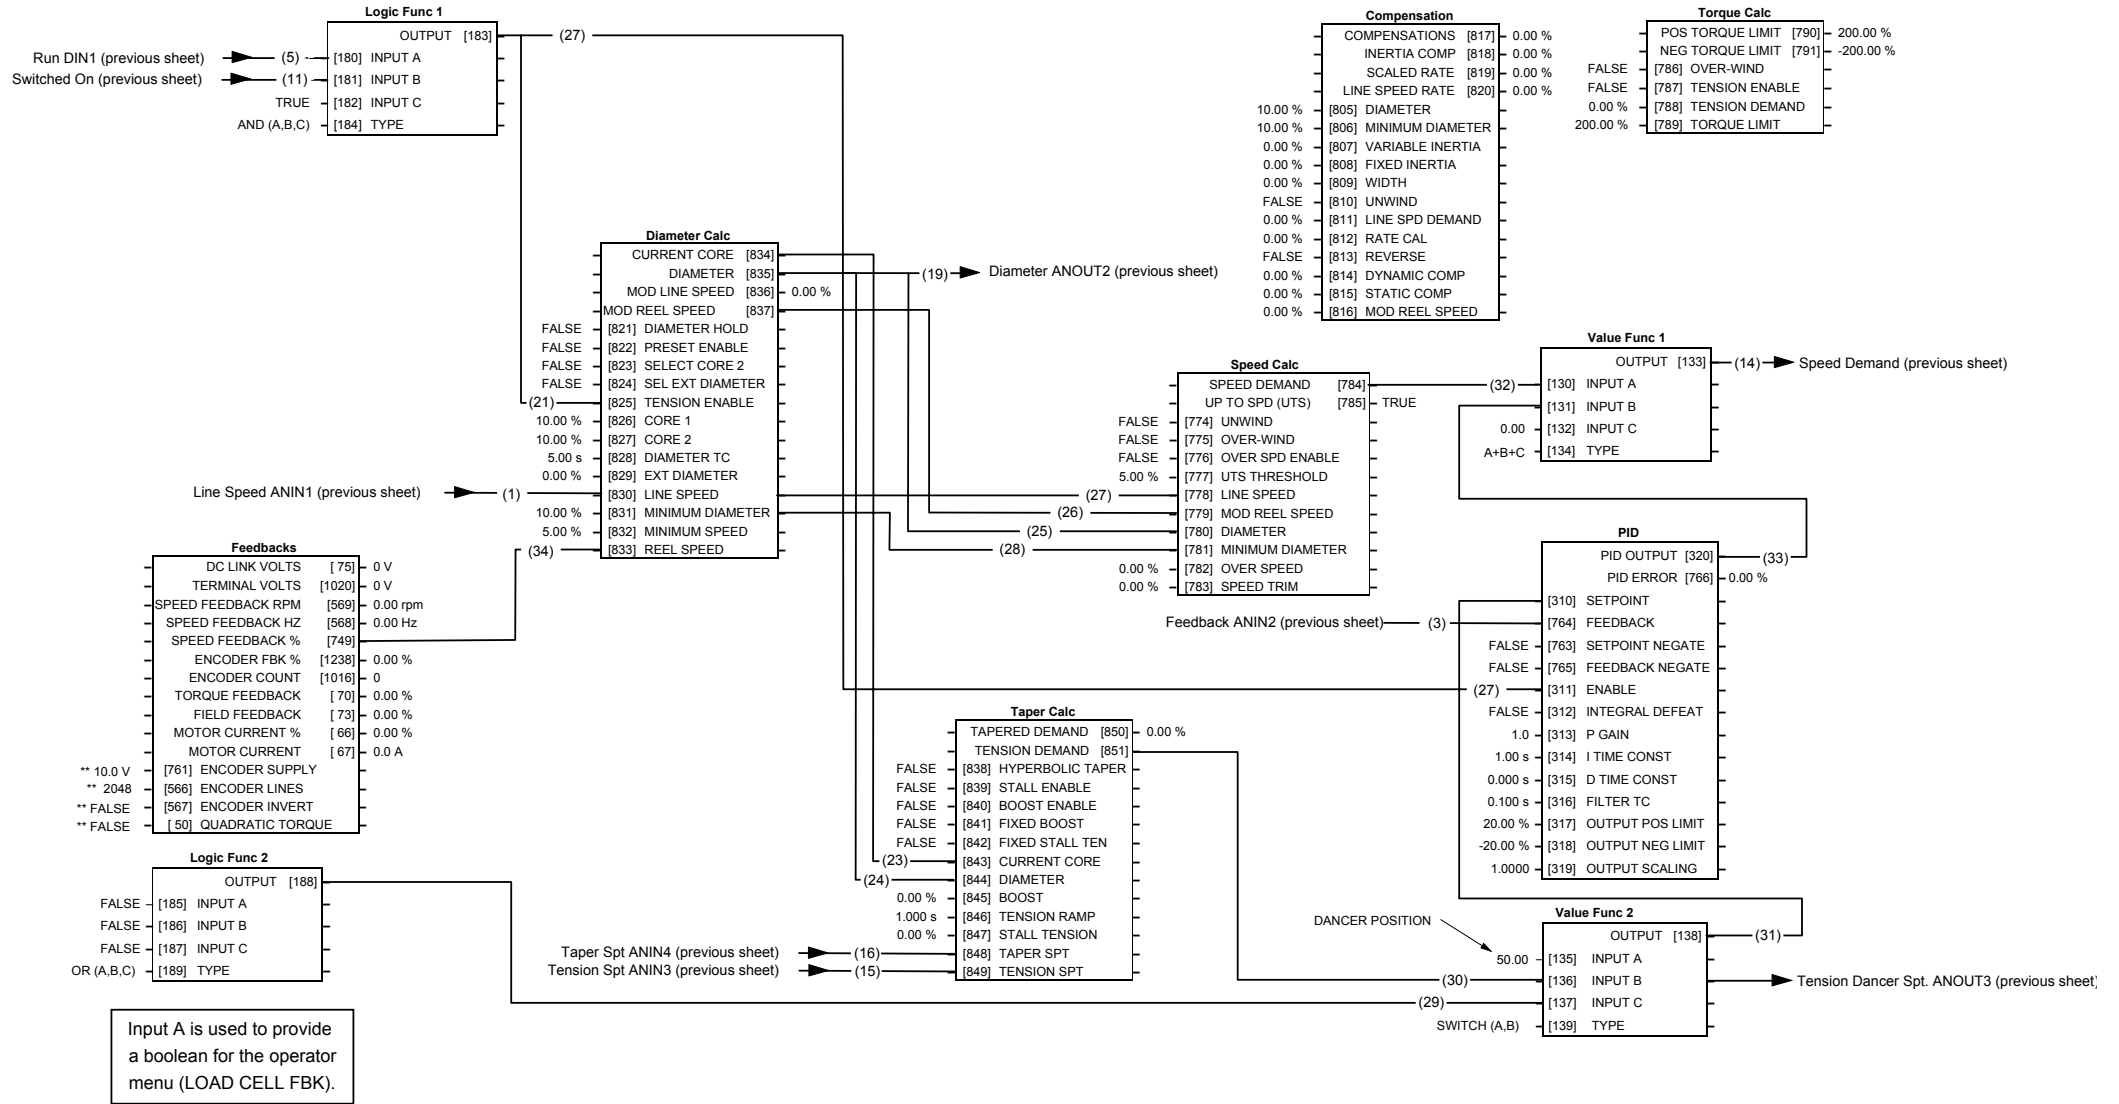 Logic Func 1
OUTPUT [183] (27)
Run DIN1 (previous sheet) (5) [180] INPUT A
Switched On (previous sheet) (11) [181] INPUT B
TRUE [182] INPUT C
AND (A,B,C) [184] TYPE
Compensation
COMPENSATIONS [817] 0.00 %
INERTIA COMP [818] 0.00 %
SCALED RATE [819] 0.00 %
LINE SPEED RATE [820] 0.00 %
10.00 % [805] DIAMETER
10.00 % [806] MINIMUM DIAMETER
0.00 % [807] VARIABLE INERTIA
0.00 % [808] FIXED INERTIA
0.00 % [809] WIDTH
FALSE [810] UNWIND
0.00 % [811] LINE SPD DEMAND
0.00 % [812] RATE CAL
FALSE [813] REVERSE
0.00 % [814] DYNAMIC COMP
0.00 % [815] STATIC COMP
0.00 % [816] MOD REEL SPEED
Torque Calc
POS TORQUE LIMIT [790] 200.00 %
NEG TORQUE LIMIT [791] -200.00 %
FALSE [786] OVER-WIND
FALSE [787] TENSION ENABLE
0.00 % [788] TENSION DEMAND
200.00 % [789] TORQUE LIMIT
Diameter Calc
CURRENT CORE [834]
DIAMETER [835] (19) Diameter ANOUT2 (previous sheet)
MOD LINE SPEED [836] 0.00 %
MOD REEL SPEED [837]
FALSE [821] DIAMETER HOLD
FALSE [822] PRESET ENABLE
FALSE [823] SELECT CORE 2
FALSE [824] SEL EXT DIAMETER
(21) [825] TENSION ENABLE
10.00 % [826] CORE 1
10.00 % [827] CORE 2
5.00 s [828] DIAMETER TC
0.00 % [829] EXT DIAMETER
Line Speed ANIN1 (previous sheet) (1) [830] LINE SPEED
10.00 % [831] MINIMUM DIAMETER
5.00 % [832] MINIMUM SPEED
(34) [833] REEL SPEED
Speed Calc
SPEED DEMAND [784] (32)
UP TO SPD (UTS) [785] TRUE
FALSE [774] UNWIND
FALSE [775] OVER-WIND
FALSE [776] OVER SPD ENABLE
5.00 % [777] UTS THRESHOLD
(27) [778] LINE SPEED
(26) [779] MOD REEL SPEED
(25) [780] DIAMETER
(28) [781] MINIMUM DIAMETER
0.00 % [782] OVER SPEED
0.00 % [783] SPEED TRIM
Value Func 1
OUTPUT [133] (14) Speed Demand (previous sheet)
[130] INPUT A
[131] INPUT B
0.00 [132] INPUT C
A+B+C [134] TYPE
Feedbacks
DC LINK VOLTS [ 75] 0 V
TERMINAL VOLTS [1020] 0 V
SPEED FEEDBACK RPM [569] 0.00 rpm
SPEED FEEDBACK HZ [568] 0.00 Hz
SPEED FEEDBACK % [749]
ENCODER FBK % [1238] 0.00 %
ENCODER COUNT [1016] 0
TORQUE FEEDBACK [ 70] 0.00 %
FIELD FEEDBACK [ 73] 0.00 %
MOTOR CURRENT % [ 66] 0.00 %
MOTOR CURRENT [ 67] 0.0 A
** 10.0 V [761] ENCODER SUPPLY
** 2048 [566] ENCODER LINES
** FALSE [567] ENCODER INVERT
** FALSE [ 50] QUADRATIC TORQUE
PID
PID OUTPUT [320] (33)
PID ERROR [766] 0.00 %
[310] SETPOINT
Feedback ANIN2 (previous sheet) (3) [764] FEEDBACK
FALSE [763] SETPOINT NEGATE
FALSE [765] FEEDBACK NEGATE
(27) [311] ENABLE
FALSE [312] INTEGRAL DEFEAT
1.0 [313] P GAIN
1.00 s [314] I TIME CONST
0.000 s [315] D TIME CONST
0.100 s [316] FILTER TC
20.00 % [317] OUTPUT POS LIMIT
-20.00 % [318] OUTPUT NEG LIMIT
1.0000 [319] OUTPUT SCALING
Taper Calc
TAPERED DEMAND [850] 0.00 %
TENSION DEMAND [851]
FALSE [838] HYPERBOLIC TAPER
FALSE [839] STALL ENABLE
FALSE [840] BOOST ENABLE
FALSE [841] FIXED BOOST
FALSE [842] FIXED STALL TEN
(23) [843] CURRENT CORE
(24) [844] DIAMETER
0.00 % [845] BOOST
1.000 s [846] TENSION RAMP
0.00 % [847] STALL TENSION
Taper Spt ANIN4 (previous sheet) (16) [848] TAPER SPT
Tension Spt ANIN3 (previous sheet) (15) [849] TENSION SPT
Logic Func 2
OUTPUT [188]
FALSE [185] INPUT A
FALSE [186] INPUT B
FALSE [187] INPUT C
OR (A,B,C) [189] TYPE
DANCER POSITION
Value Func 2
OUTPUT [138] (31)
50.00 [135] INPUT A
(30) [136] INPUT B Tension Dancer Spt. ANOUT3 (previous sheet)
(29) [137] INPUT C
SWITCH (A,B) [139] TYPE
Input A is used to provide
a boolean for the operator
menu (LOAD CELL FBK).